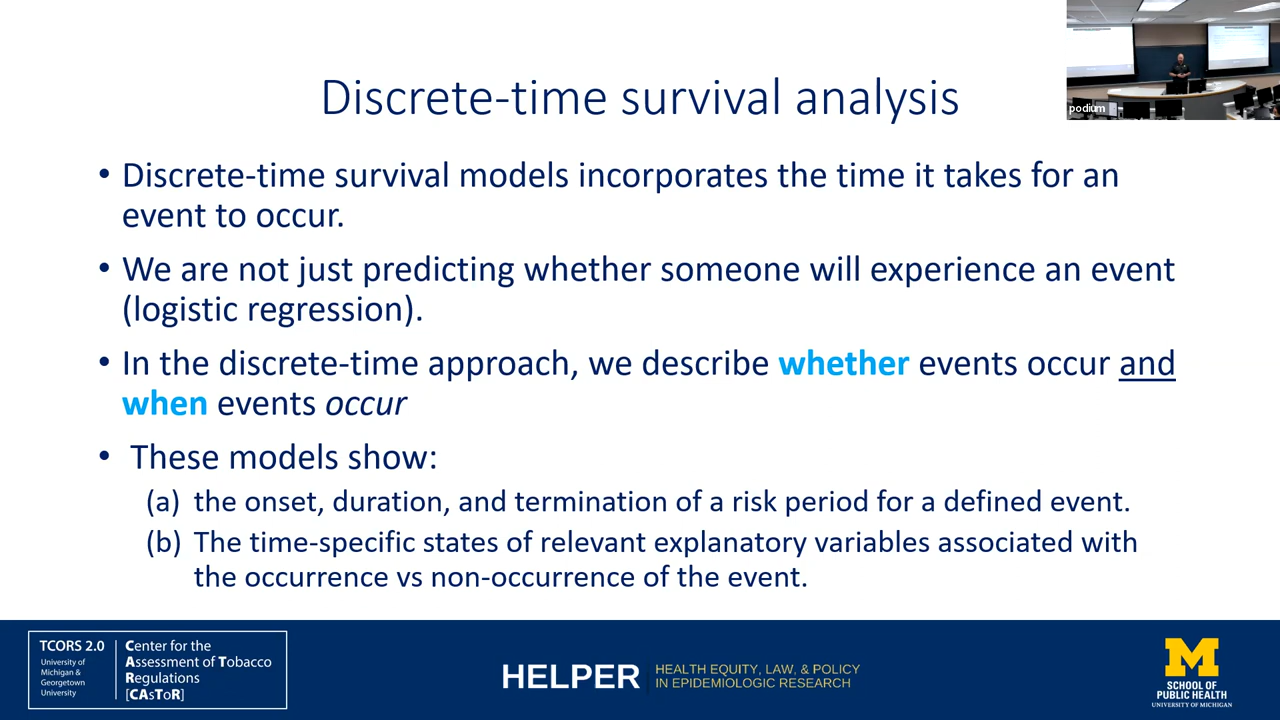 podium
Discrete-time survival analysis
• Discrete-time survival models incorporates the time it takes for an
event to occur.
• We are not just predicting whether someone will experience an event
(logistic regression).
• In the discrete-time approach, we describe whether events occur and
when events occur
• These models show:
(a) the onset, duration, and termination of a risk period for a defined event.
(b) The time-specific states of relevant explanatory variables associated with
the occurrence vs non-occurrence of the event.
TCORS 2.0
University of
Michigan &
Georgetown
University
Center for the
Assessment of Tobacco
Regulations
[CAsToR]
HELPER
HEALTH EQUITY, LAW, & POLICY
IN EPIDEMIOLOGIC RESEARCH
M
SCHOOL OF
PUBLIC HEALTH
UNIVERSITY OF MICHIGAN